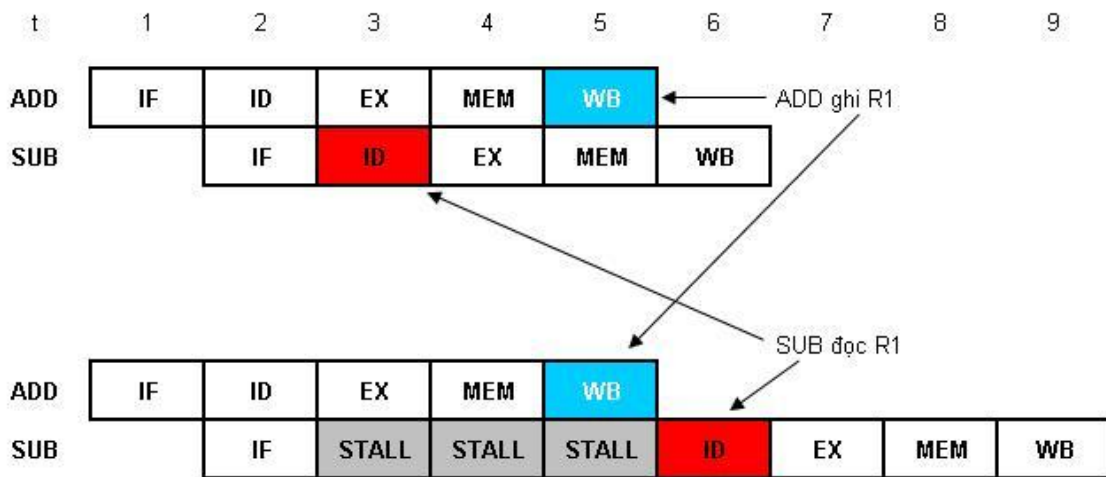 t 1 2 3 4 5 6 7 8 9
ADD IF ID EX MEM WB ADD ghi R1
SUB IF ID EX MEM WB
SUB đọc R1
ADD IF ID EX MEM WB
SUB IF STALL STALL STALL ID EX MEM WB